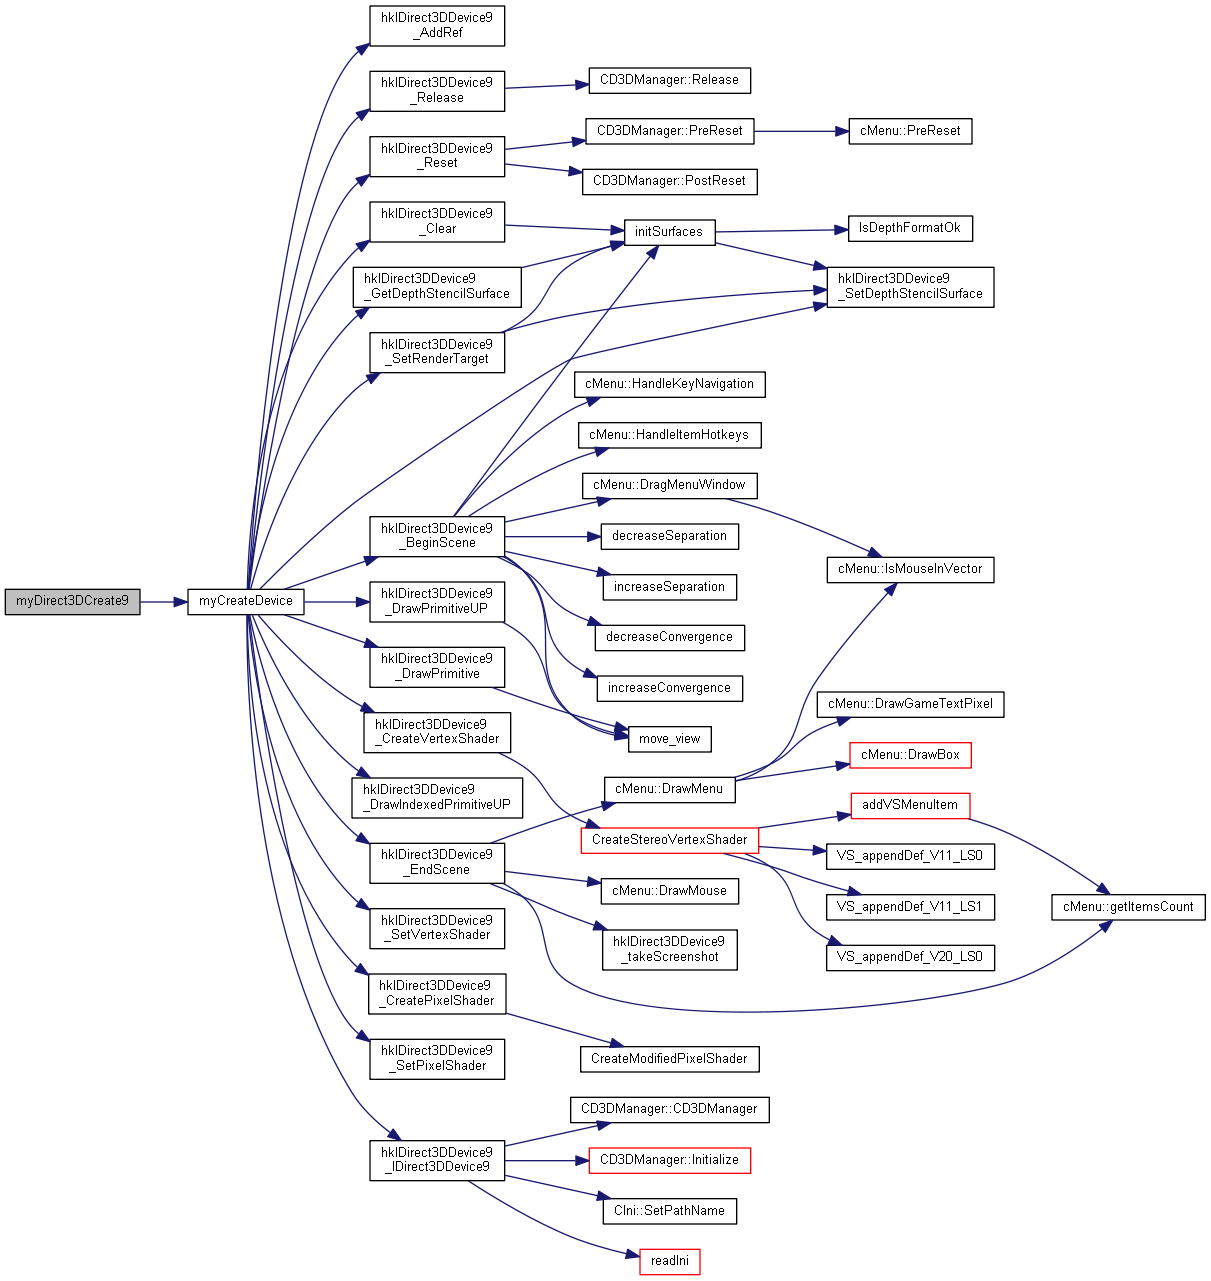 hkIDirect3DDevice9
_AddRef
hkIDirect3DDevice9
_Release
CD3DManager::Release
hkIDirect3DDevice9
_Reset
CD3DManager::PreReset
cMenu::PreReset
CD3DManager::PostReset
hkIDirect3DDevice9
_Clear
initSurfaces
IsDepthFormatOk
hkIDirect3DDevice9
_GetDepthStencilSurface
hkIDirect3DDevice9
_SetDepthStencilSurface
hkIDirect3DDevice9
_SetRenderTarget
cMenu::HandleKeyNavigation
cMenu::HandleItemHotkeys
cMenu::DragMenuWindow
hkIDirect3DDevice9
_BeginScene
decreaseSeparation
cMenu::IsMouseInVector
increaseSeparation
myDirect3DCreate9
myCreateDevice
hkIDirect3DDevice9
_DrawPrimitiveUP
decreaseConvergence
hkIDirect3DDevice9
_DrawPrimitive
increaseConvergence
cMenu::DrawGameTextPixel
hkIDirect3DDevice9
_CreateVertexShader
move_view
cMenu::DrawBox
hkIDirect3DDevice9
_DrawIndexedPrimitiveUP
cMenu::DrawMenu
addVSMenuItem
CreateStereoVertexShader
hkIDirect3DDevice9
_EndScene
VS_appendDef_V11_LS0
cMenu::DrawMouse
VS_appendDef_V11_LS1
cMenu::getItemsCount
hkIDirect3DDevice9
_SetVertexShader
hkIDirect3DDevice9
_takeScreenshot
VS_appendDef_V20_LS0
hkIDirect3DDevice9
_CreatePixelShader
hkIDirect3DDevice9
_SetPixelShader
CreateModifiedPixelShader
CD3DManager::CD3DManager
hkIDirect3DDevice9
_IDirect3DDevice9
CD3DManager::Initialize
CIni::SetPathName
readIni